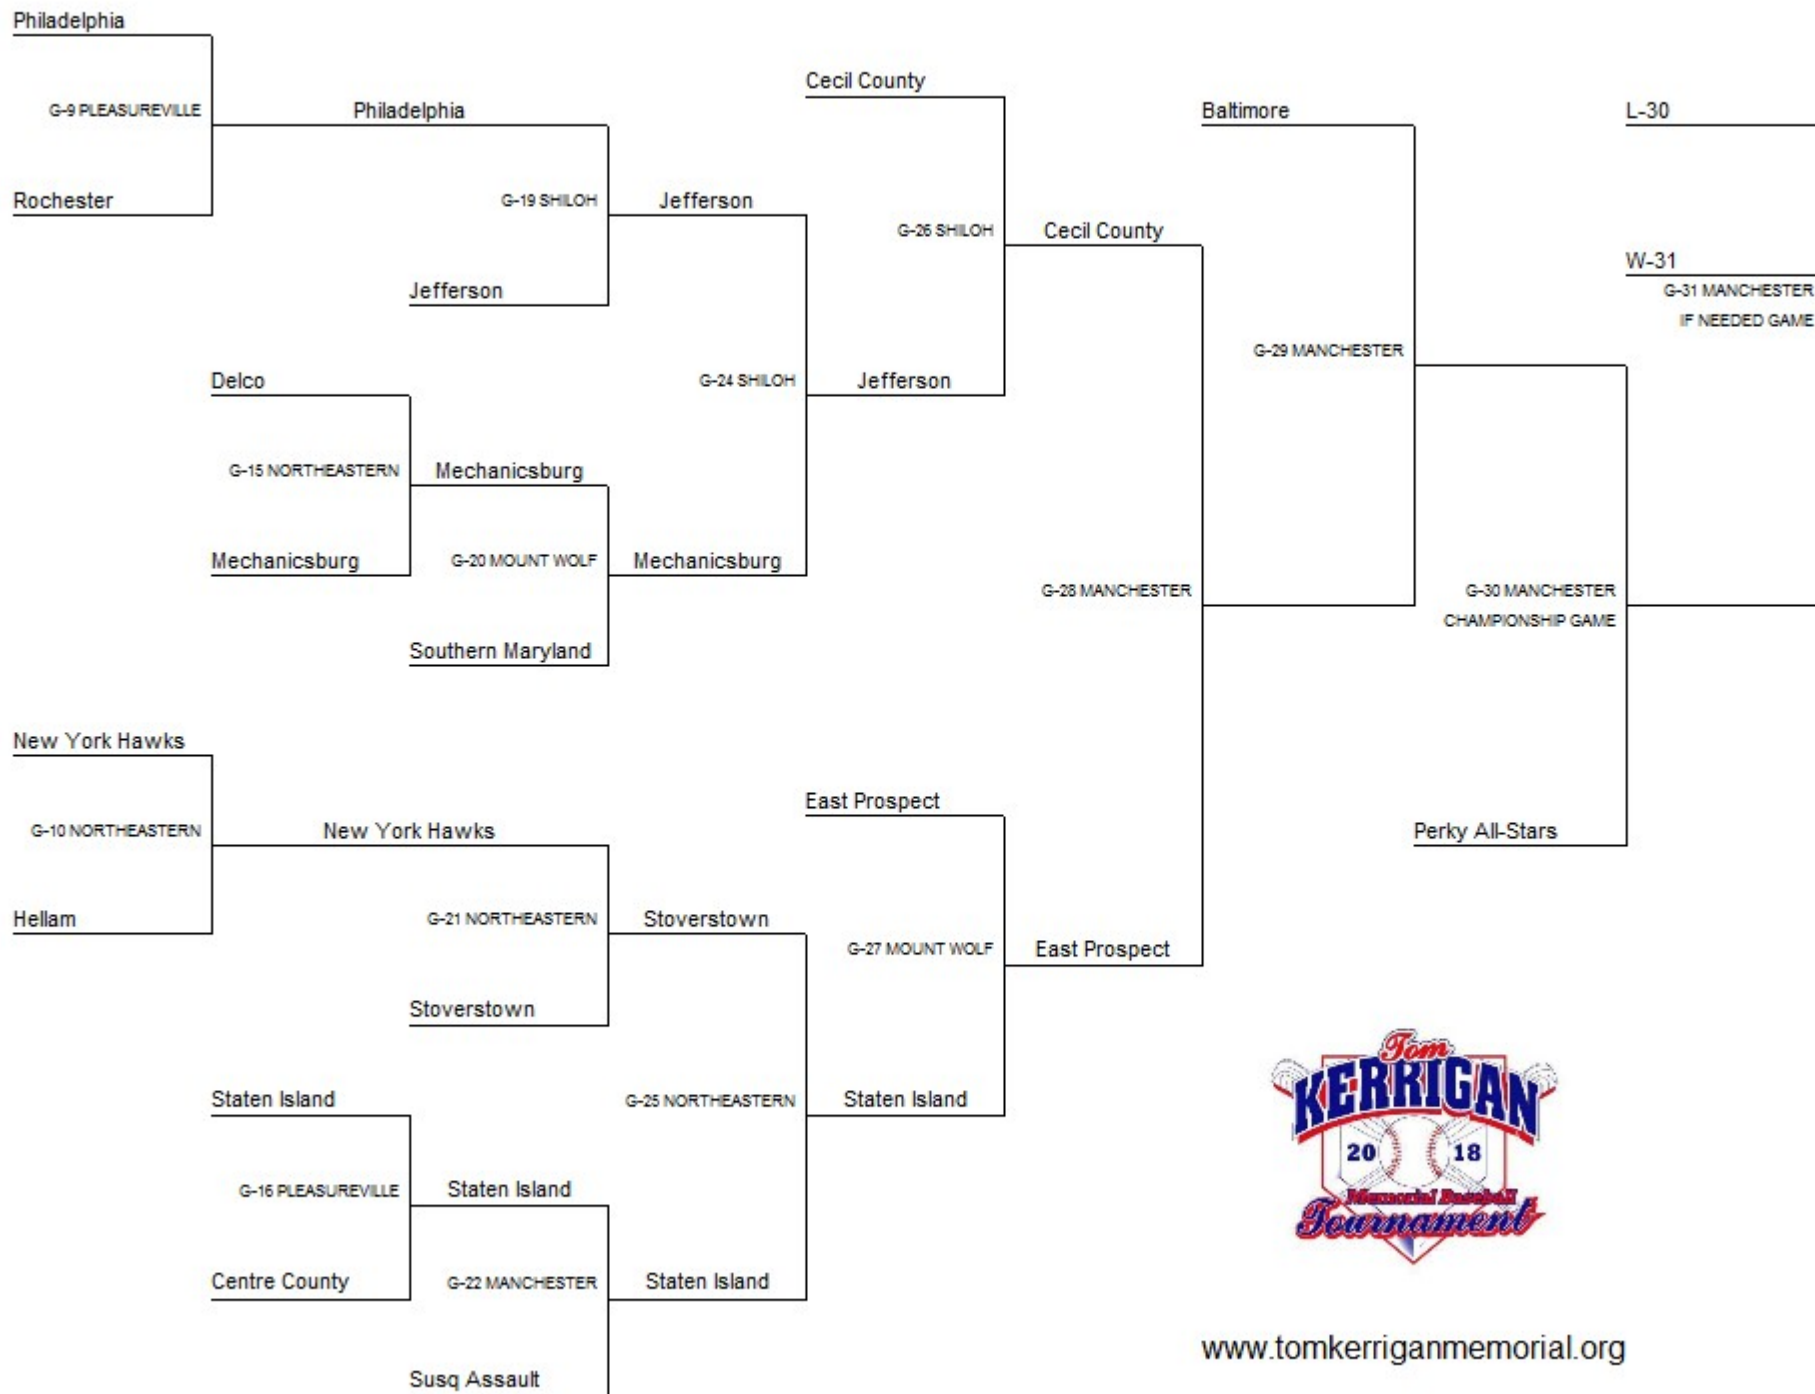 Philadelphia
G-9 PLEASUREVILLE
Philadelphia
Rochester
G-19 SHILOH
Jefferson
Jefferson
Delco
G-15 NORTHEASTERN
Mechanicsburg
Mechanicsburg
G-20 MOUNT WOLF
Mechanicsburg
Southern Maryland
G-24 SHILOH
Jefferson
Cecil County
G-26 SHILOH
Cecil County
New York Hawks
G-10 NORTHEASTERN
New York Hawks
Hellam
G-21 NORTHEASTERN
Stoverstown
Stoverstown
Staten Island
G-16 PLEASUREVILLE
Staten Island
Centre County
G-22 MANCHESTER
Staten Island
Susq Assault
G-25 NORTHEASTERN
Staten Island
East Prospect
G-27 MOUNT WOLF
East Prospect
G-28 MANCHESTER
Baltimore
G-29 MANCHESTER
G-30 MANCHESTER
CHAMPIONSHIP GAME
Perky All-Stars
L-30
W-31
G-31 MANCHESTER
IF NEEDED GAME
Tom
KERRIGAN
20 18
Memorial Baseball
Tournament
www.tomkerriganmemorial.org